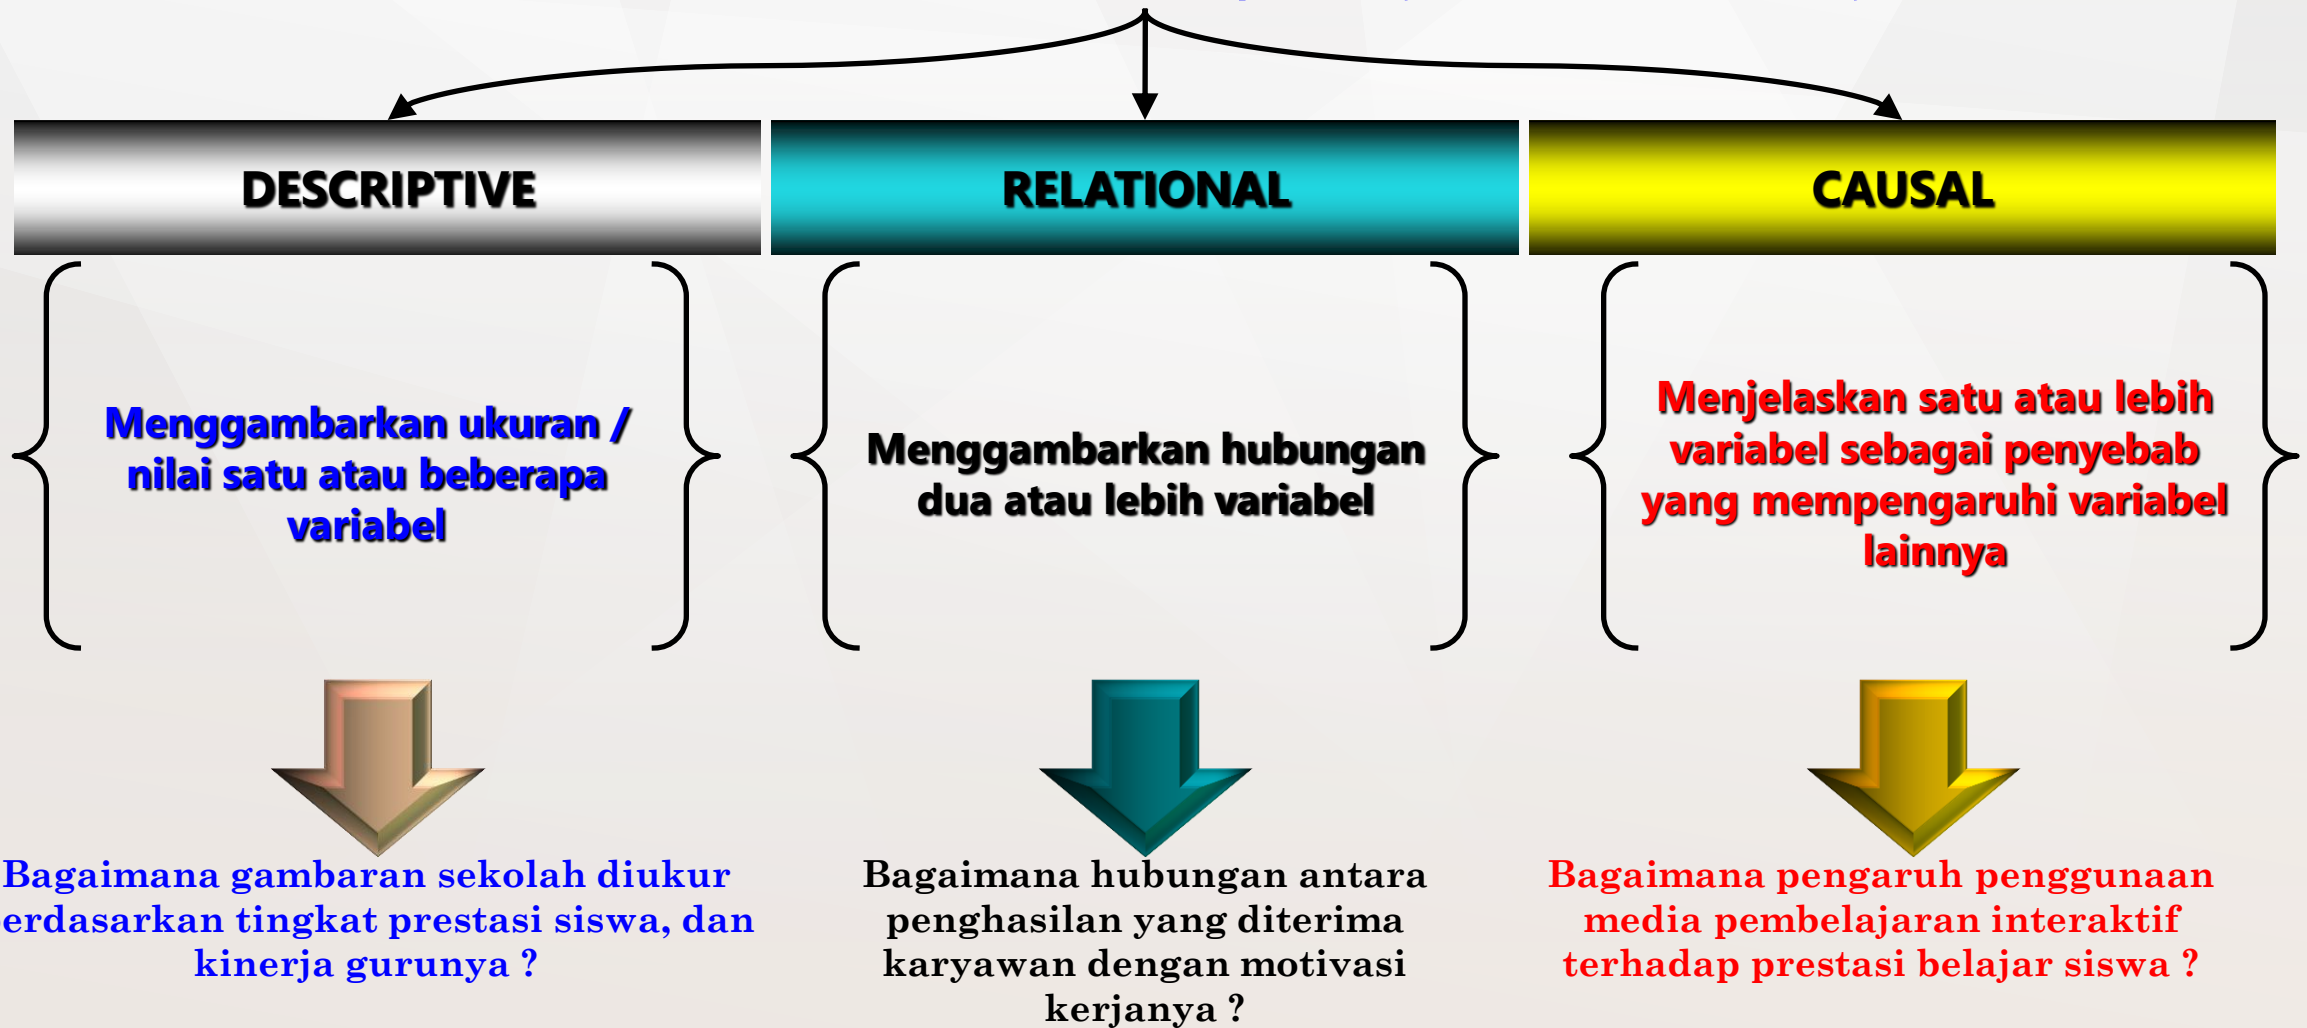 DESCRIPTIVE
RELATIONAL
CAUSAL
Menggambarkan ukuran /
nilai satu atau beberapa
variabel
Menggambarkan hubungan
dua atau lebih variabel
Menjelaskan satu atau lebih
variabel sebagai penyebab
yang mempengaruhi variabel
lainnya
Bagaimana gambaran sekolah diukur
erdasarkan tingkat prestasi siswa, dan
kinerja gurunya ?
Bagaimana hubungan antara
penghasilan yang diterima
karyawan dengan motivasi
kerjanya ?
Bagaimana pengaruh penggunaan
media pembelajaran interaktif
terhadap prestasi belajar siswa ?